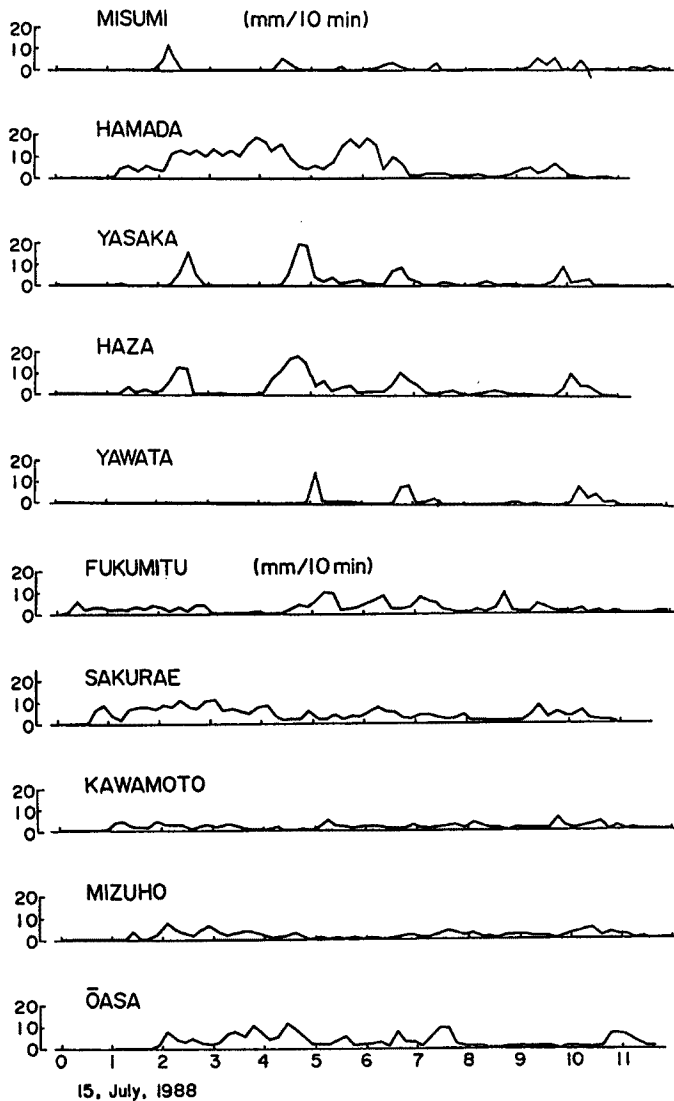 MISUMI (mm/10 min)
20
10
0
HAMADA
20
10
0
YASAKA
20
10
0
HAZA
20
10
0
YAWATA
20
10
0
FUKUMITU (mm/10 min)
20
10
0
SAKURAE
20
10
0
KAWAMOTO
20
10
0
MIZUHO
20
10
0
ŌASA
20
10
0
0 1 2 3 4 5 6 7 8 9 10 11
15, July, 1988